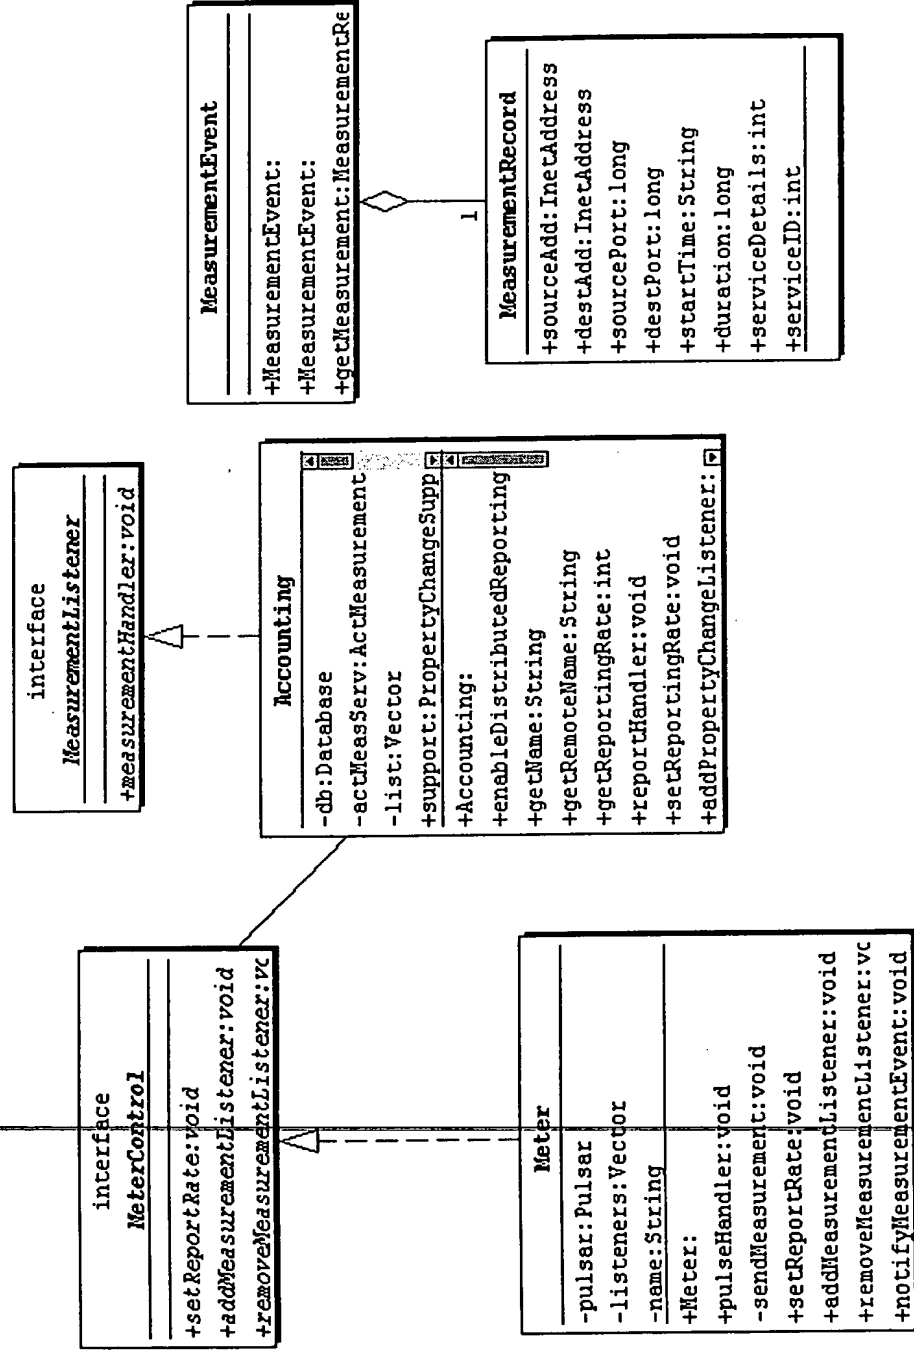 interface
MeterControl
+setReportRate:void
+addMeasurementListener:void
+removeMeasurementListener:vo
Meter
-pulsar:Pulsar
-listeners:Vector
-name:String
+Meter:
+pulseHandler:void
-sendMeasurement:void
+setReportRate:void
+addMeasurementListener:void
+removeMeasurementListener:vo
+notifyMeasurementEvent:void
interface
MeasurementListener
+measurementHandler:void
Accounting
-db:Database
-actMeasServ:ActMeasurement
-list:Vector
+support:PropertyChangeSupp
+Accounting:
+enableDistributedReporting
+getName:String
+getRemoteName:String
+getReportingRate:int
+reportHandler:void
+setReportingRate:void
+addPropertyChangeListener:
MeasurementEvent
+MeasurementEvent:
+MeasurementEvent:
+getMeasurement:MeasurementRe
1
MeasurementRecord
+sourceAdd:InetAddress
+destAdd:InetAddress
+sourcePort:long
+destPort:long
+startTime:String
+duration:long
+serviceDetails:int
+serviceID:int